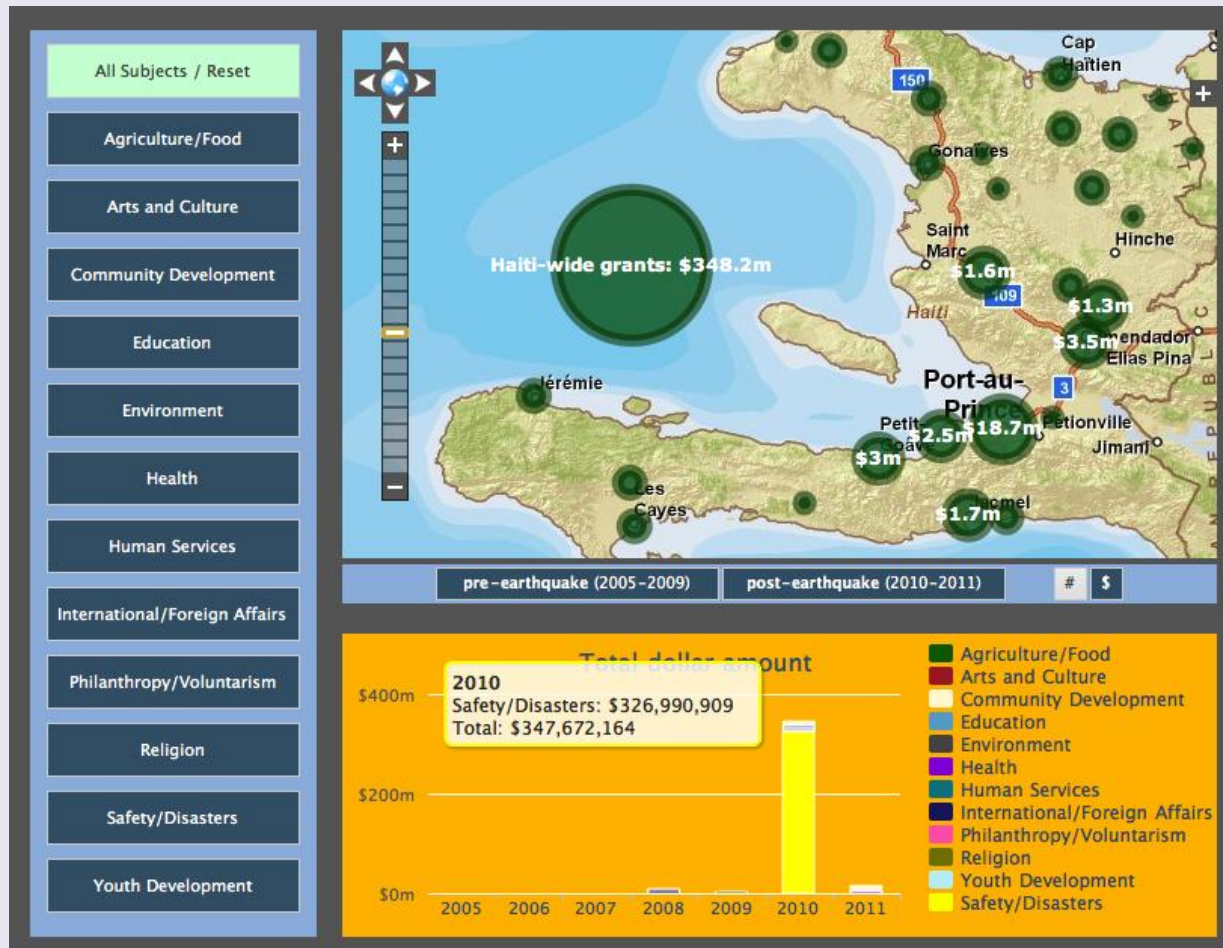 All Subjects / Reset
Agriculture/Food
Arts and Culture
Community Development
Education
Environment
Health
Human Services
International/Foreign Affairs
Philanthropy/Voluntarism
Religion
Safety/Disasters
Youth Development
Cap
Haïtien
150
Gonaïves
Saint
Marc
Hinche
Haiti-wide grants: $348.2m
$1.6m
109
$1.3m
Haiti
$3.5m
mendador
Elias Pina
Jérémie
Port-au-
Prince
3
Petionville
Petit
Goâve
$2.5m
$18.7m
Jimani
$3m
Les
Cayes
Jacmel
$1.7m
pre-earthquake (2005-2009)
post-earthquake (2010-2011)
#
$
Total dollar amount
2010
Safety/Disasters: $326,990,909
Total: $347,672,164
$400m
$200m
$0m
2005 2006 2007 2008 2009 2010 2011
Agriculture/Food
Arts and Culture
Community Development
Education
Environment
Health
Human Services
International/Foreign Affairs
Philanthropy/Voluntarism
Religion
Youth Development
Safety/Disasters